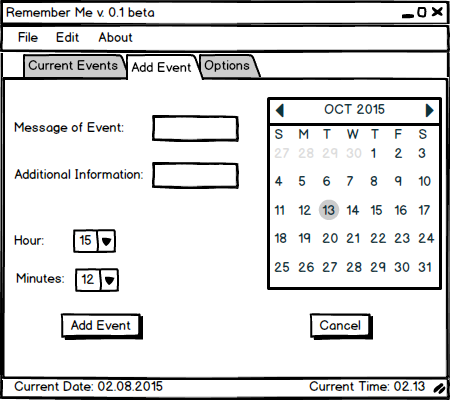 Remember Me v. 0.1 beta
File Edit About
Current Events Add Event Options
OCT 2015
S M T W T F S
Message of Event:
27 28 29 30 1 2 3
Additional Information:
4 5 6 7 8 9 10
11 12 13 14 15 16 17
Hour: 15
18 19 20 21 22 23 24
Minutes: 12
25 26 27 28 29 30 31
Add Event Cancel
Current Date: 02.08.2015 Current Time: 02.13